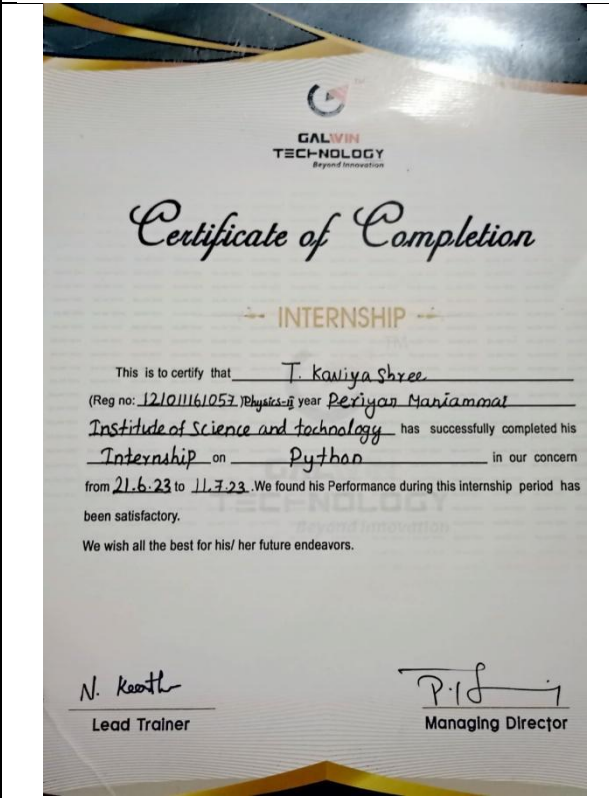 GALWIN
TECHNOLOGY
Beyond Innovation
Certificate of Completion
INTERNSHIP
This is to certify that T. Kaviya Shree
(Reg no: 121011161057 )Physics-II year Periyar Maniammai
Institute of Science and technology has successfully completed his
Internship on Python in our concern
from 21.6.23 to 11.7.23 .We found his Performance during this internship period has
been satisfactory.
We wish all the best for his/ her future endeavors.
N.
Lead Trainer
Managing Director